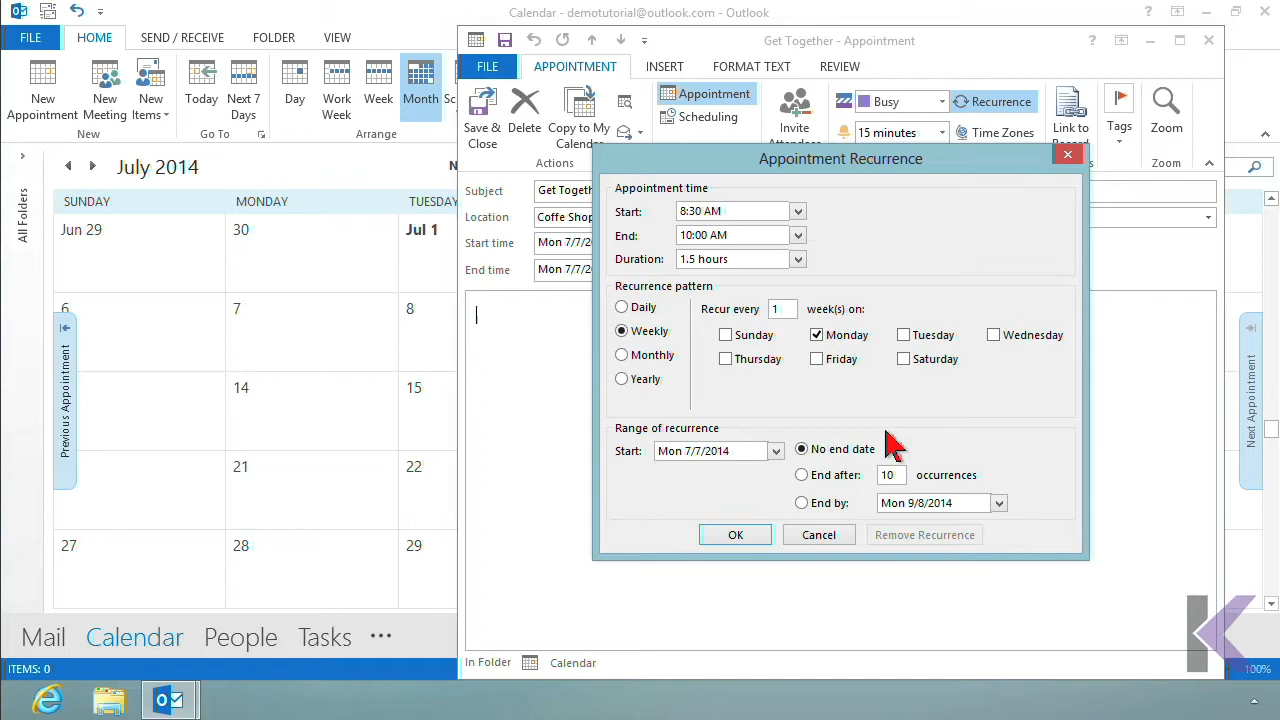 Calendar - demotutorial@outlook.com - Outlook
FILE HOME SEND / RECEIVE FOLDER VIEW
New Appointment
New Meeting
New Items
Today
Next 7 Days
Day
Work Week
Week
Month
New Go To Arrange
Get Together - Appointment
FILE APPOINTMENT INSERT FORMAT TEXT REVIEW
Save & Close
Delete
Copy to My Calendar
Appointment
Scheduling
Invite
Busy
15 minutes
Recurrence
Time Zones
Link to
Tags
Zoom
Actions
Zoom
All Folders
July 2014
SUNDAY MONDAY TUESDAY
Jun 29 30 Jul 1
6 7 8
14 15
21 22
27 28 29
Previous Appointment
Next Appointment
Subject Get Togeth
Location Coffe Shop
Start time Mon 7/7/2
End time Mon 7/7/2
Appointment Recurrence
Appointment time
Start: 8:30 AM
End: 10:00 AM
Duration: 1.5 hours
Recurrence pattern
Daily
Weekly
Monthly
Yearly
Recur every 1 week(s) on:
Sunday Monday Tuesday Wednesday
Thursday Friday Saturday
Range of recurrence
Start: Mon 7/7/2014
No end date
End after: 10 occurrences
End by: Mon 9/8/2014
OK Cancel Remove Recurrence
In Folder Calendar
Mail Calendar People Tasks •••
ITEMS: 0
100%